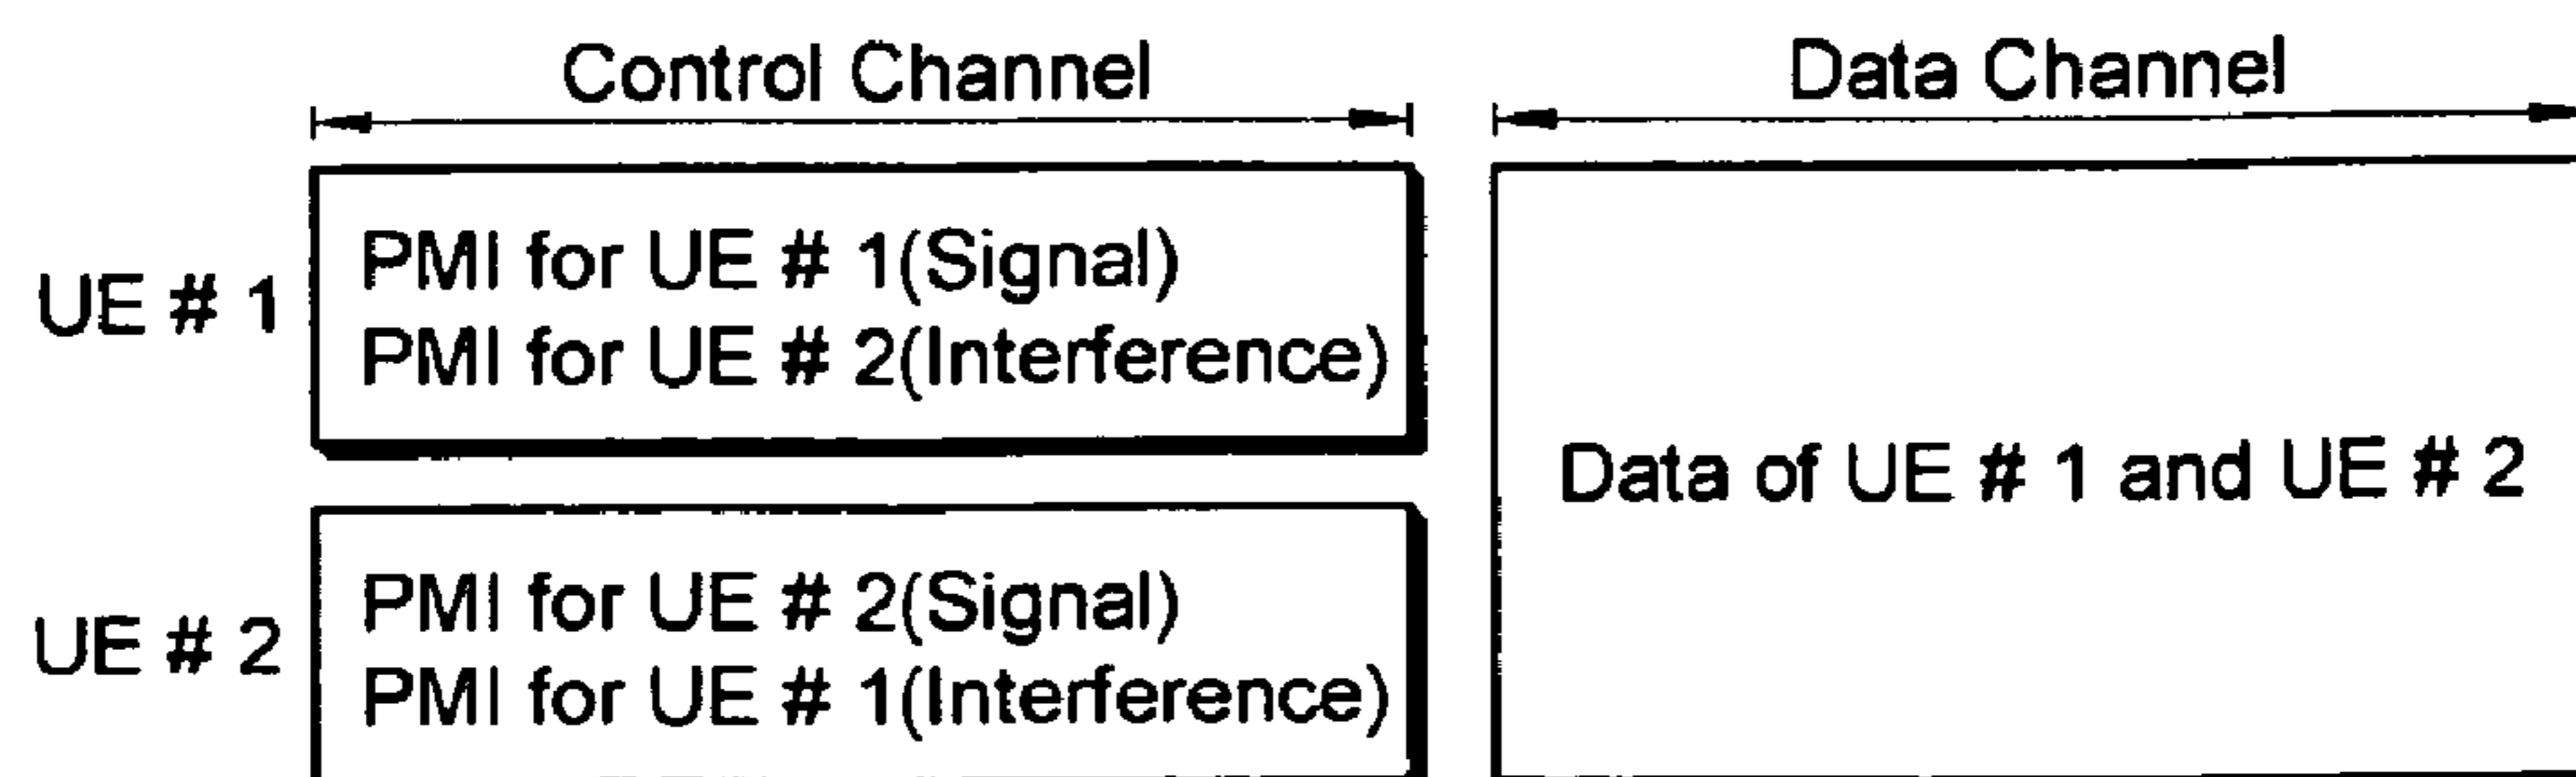 Control Channel
Data Channel
UE # 1
PMI for UE # 1(Signal)
PMI for UE # 2(Interference)
Data of UE # 1 and UE # 2
UE # 2
PMI for UE # 2(Signal)
PMI for UE # 1(Interference)